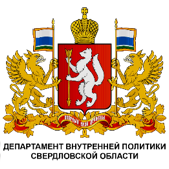 ДЕПАРТАМЕНТ ВНУТРЕННЕЙ ПОЛИТИКИ
СВЕРДЛОВСКОЙ ОБЛАСТИ